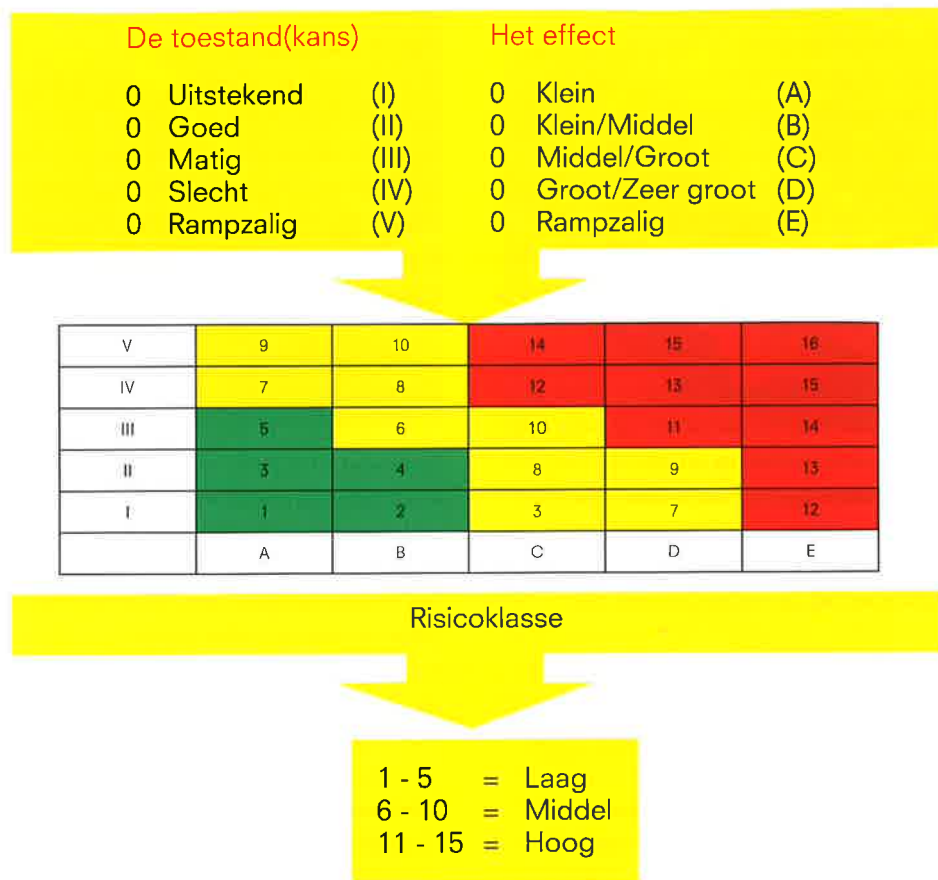 De toestand(kans) Het effect
0 Uitstekend (I) 0 Klein (A)
0 Goed (II) 0 Klein/Middel (B)
0 Matig (III) 0 Middel/Groot (C)
0 Slecht (IV) 0 Groot/Zeer groot (D)
0 Rampzalig (V) 0 Rampzalig (E)
V 9 10 14 15 16
IV 7 8 12 13 15
III 5 6 10 11 14
II 3 4 8 9 13
I 1 2 3 7 12
A B C D E
Risicoklasse
1 - 5 = Laag
6 - 10 = Middel
11 - 15 = Hoog